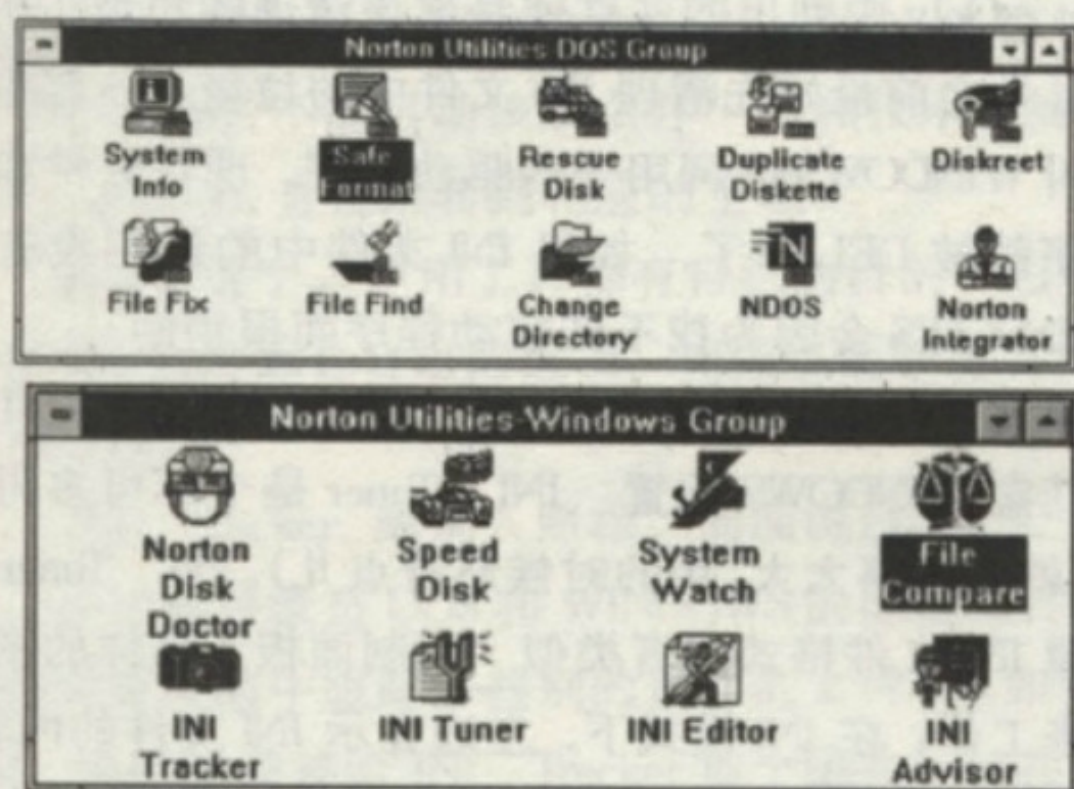 Norton Utilities-DOS Group
System Info
Safe Format
Rescue Disk
Duplicate Diskette
Diskreet
File Fix
File Find
Change Directory
NDOS
Norton Integrator
Norton Utilities-Windows Group
Norton Disk Doctor
Speed Disk
System Watch
File Compare
INI Tracker
INI Tuner
INI Editor
INI Advisor